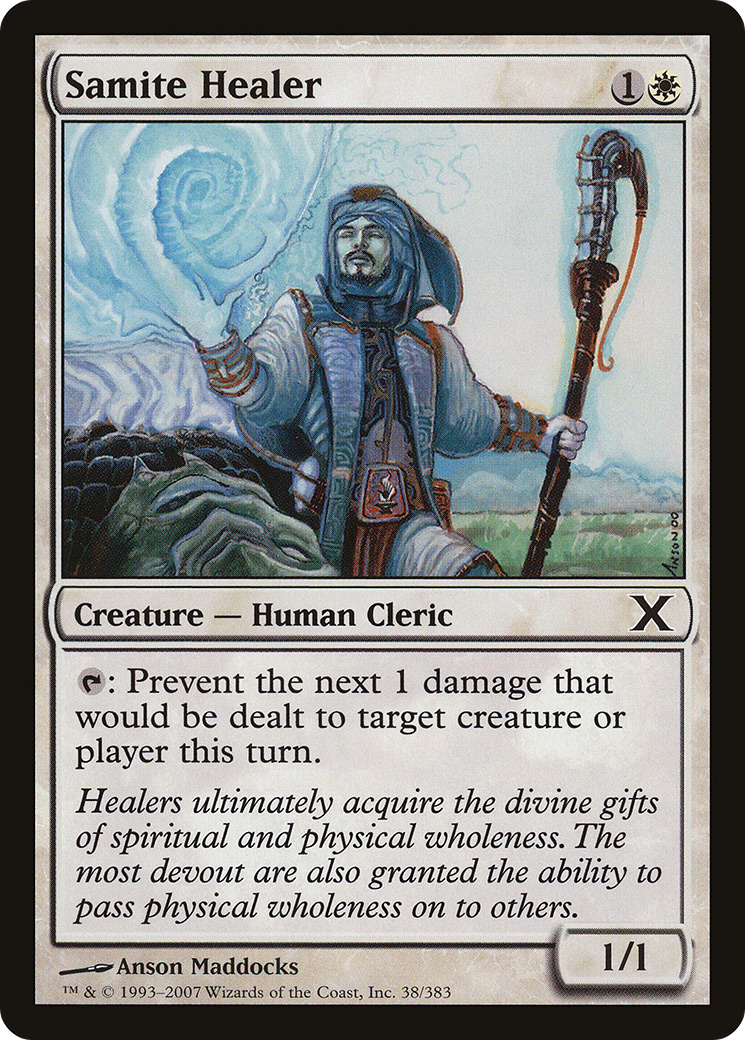 Samite Healer 1
ANSON 00
Creature — Human Cleric X
: Prevent the next 1 damage that
would be dealt to target creature or
player this turn.
Healers ultimately acquire the divine gifts
of spiritual and physical wholeness. The
most devout are also granted the ability to
pass physical wholeness on to others.
1/1
Anson Maddocks
™ & © 1993–2007 Wizards of the Coast, Inc. 38/383